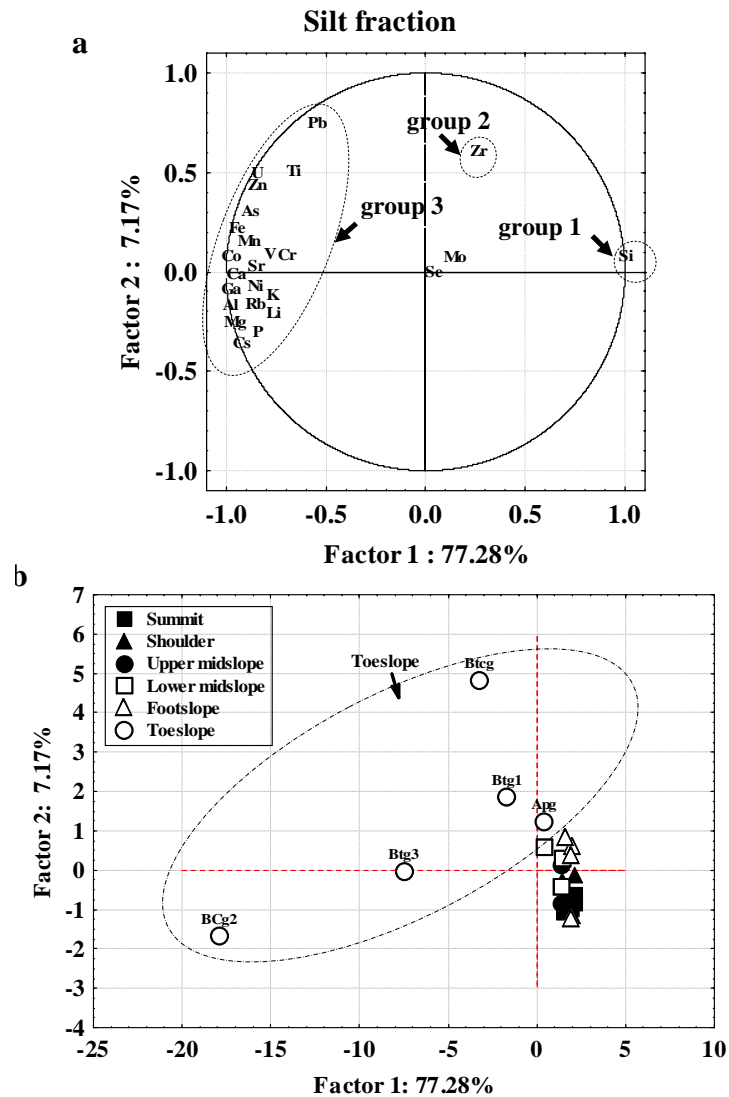 Silt fraction
a
1.0
0.5
0.0
-0.5
-1.0
Factor 2 : 7.17%
Pb
group 2
Zr
U
Ti
Zn
group 3
As
Fe
group 1
Mn
Co
V
Cr
Mo
Si
Sr
Ca
Se
Ga
Ni
K
Al
Rb
Li
Mg
P
Cs
-1.0 -0.5 0.0 0.5 1.0
Factor 1 : 77.28%
b
7
6
5
4
3
2
1
0
-1
-2
-3
-4
Factor 2: 7.17%
Summit
Shoulder
Upper midslope
Lower midslope
Footslope
Toeslope
Toeslope
Btcg
Btg1
Apg
Btg3
BCg2
-25 -20 -15 -10 -5 0 5 10
Factor 1: 77.28%